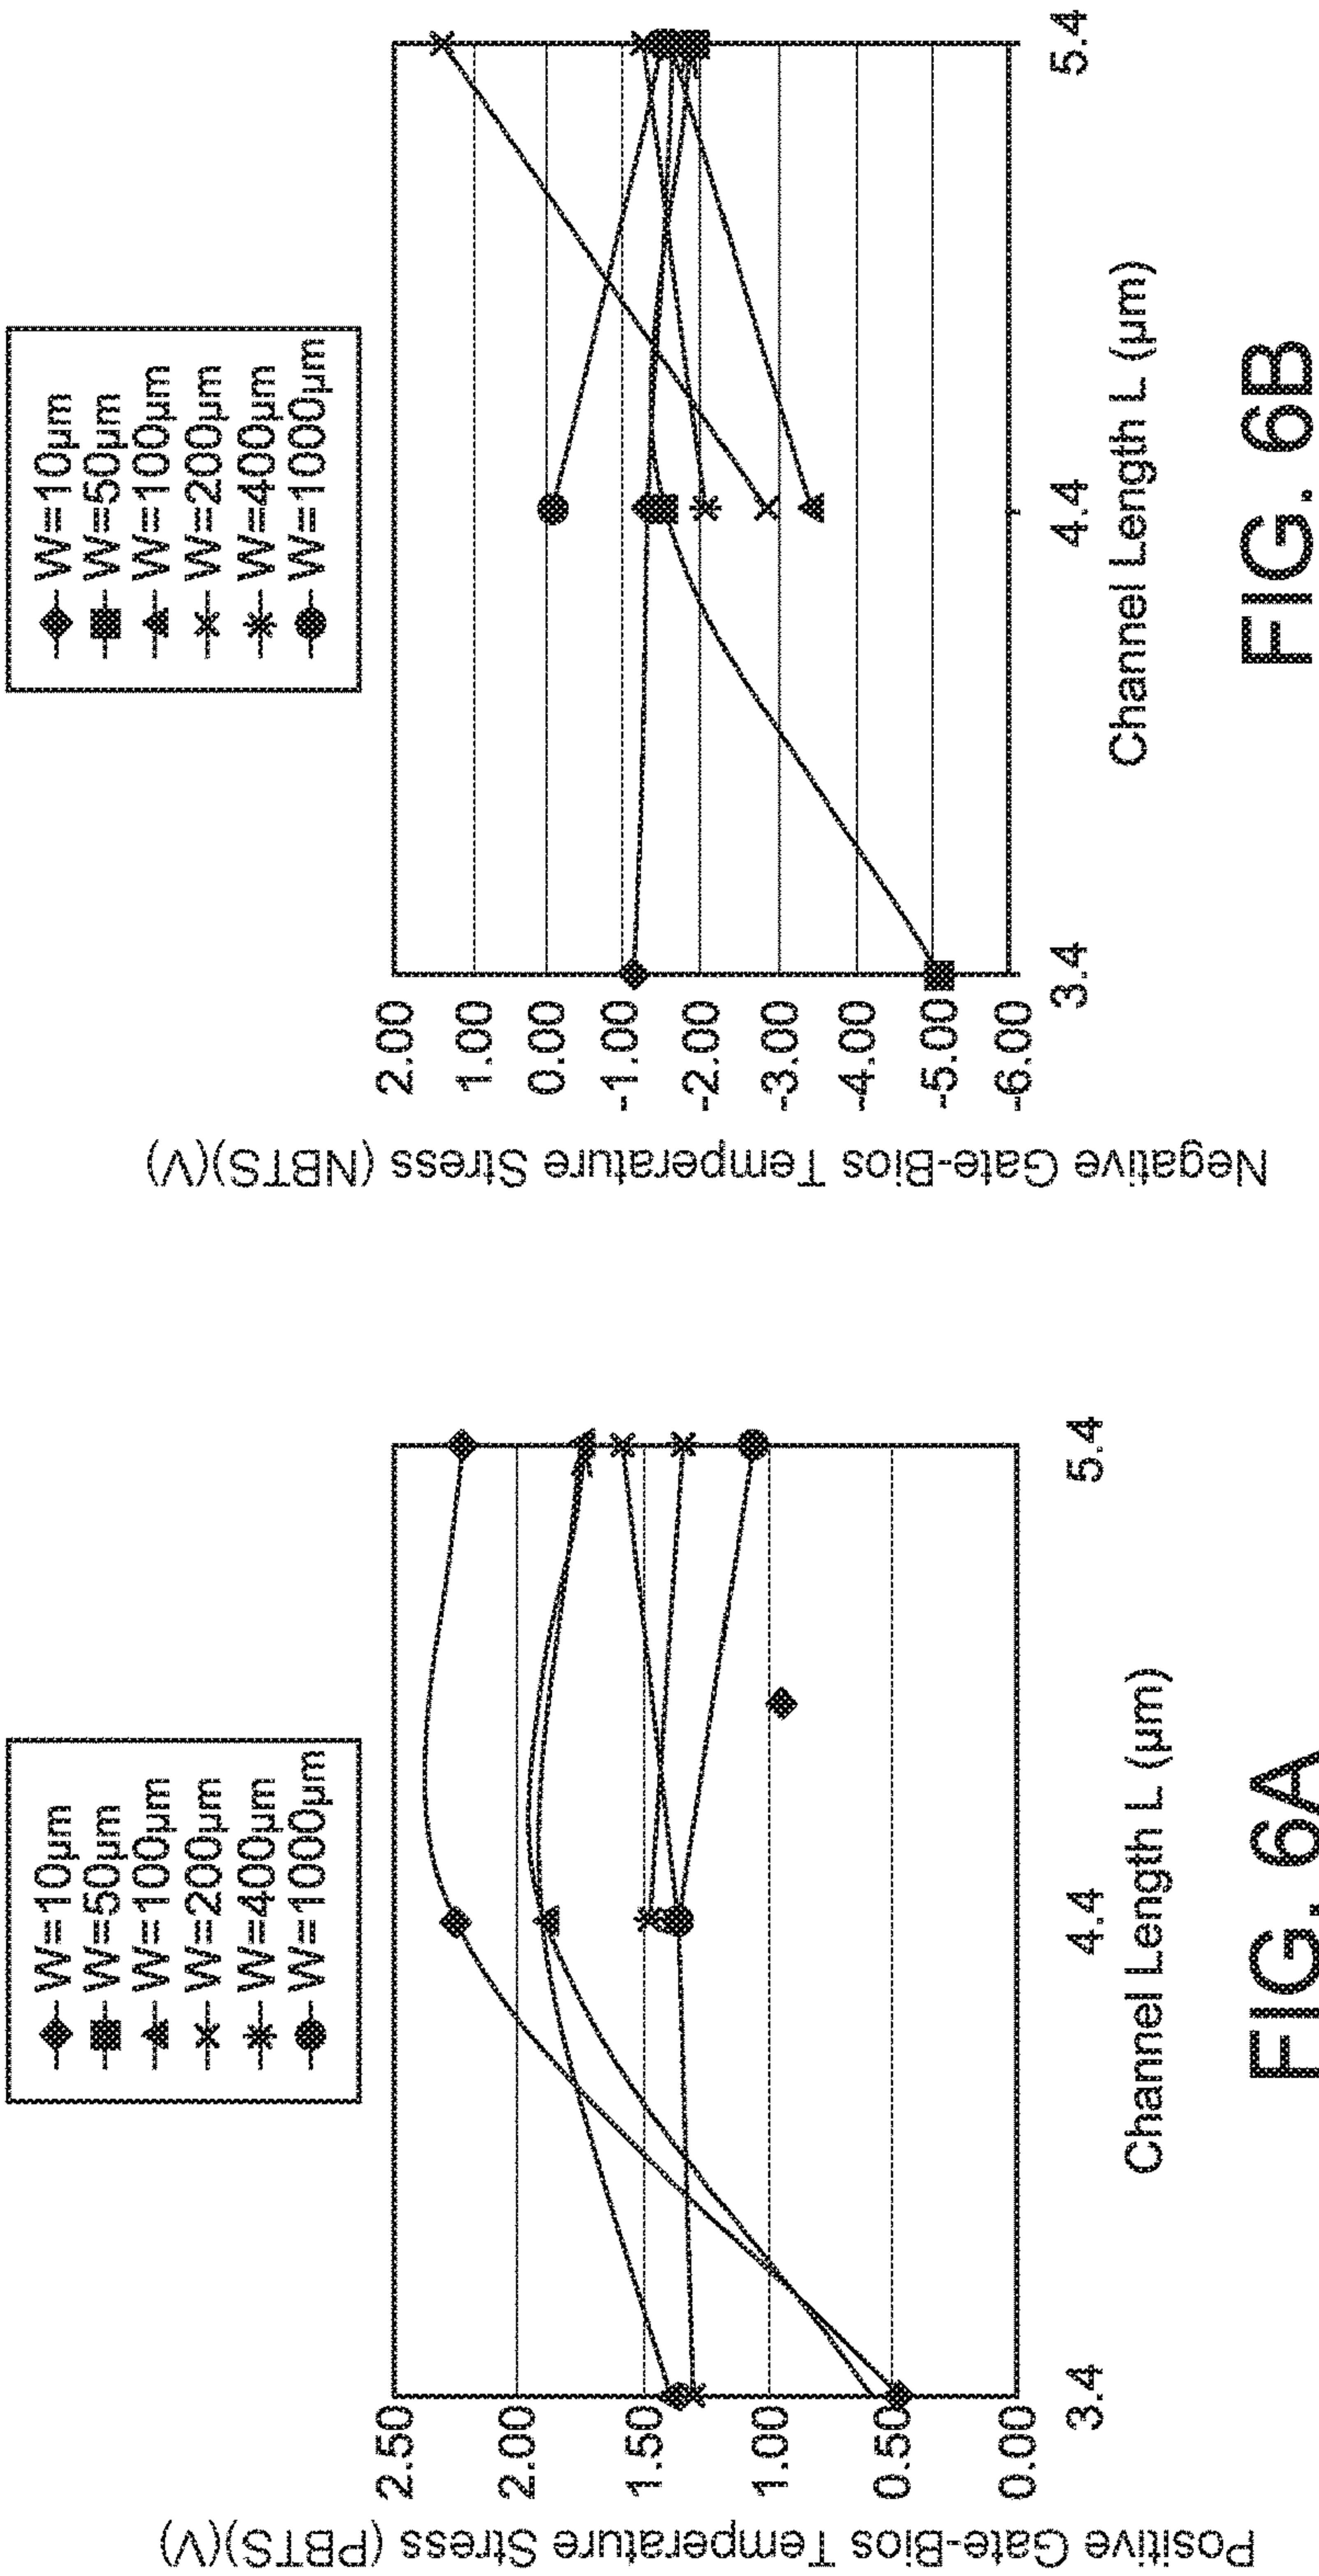 W=10µm
W=50µm
W=100µm
W=200µm
W=400µm
W=1000µm
Positive Gate-Bios Temperature Stress (PBTS)(V)
2.50
2.00
1.50
1.00
0.50
0.00
3.4
4.4
5.4
Channel Length L (µm)
FIG. 6A
W=10µm
W=50µm
W=100µm
W=200µm
W=400µm
W=1000µm
Negative Gate-Bios Temperature Stress (NBTS)(V)
2.00
1.00
0.00
-1.00
-2.00
-3.00
-4.00
-5.00
-6.00
3.4
4.4
5.4
Channel Length L (µm)
FIG. 6B